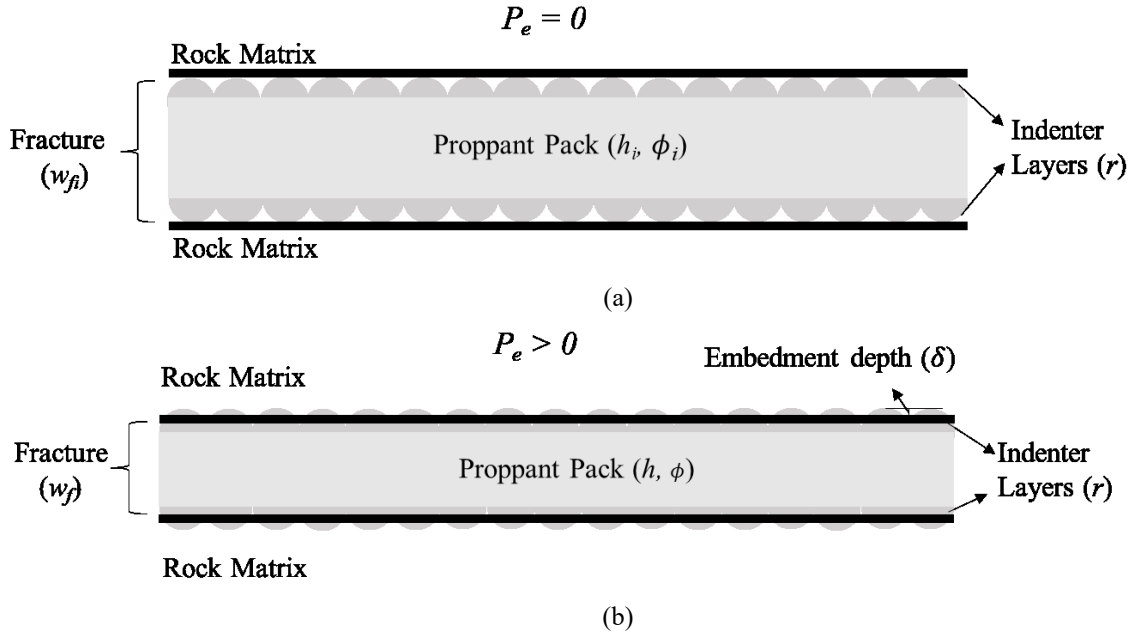 P_e = 0
Rock Matrix
Fracture
(w_fi)
Proppant Pack (h_i, ϕ_i)
Indenter
Layers (r)
Rock Matrix
(a)
P_e > 0
Embedment depth (δ)
Rock Matrix
Fracture
(w_f)
Proppant Pack (h, ϕ)
Indenter
Layers (r)
Rock Matrix
(b)